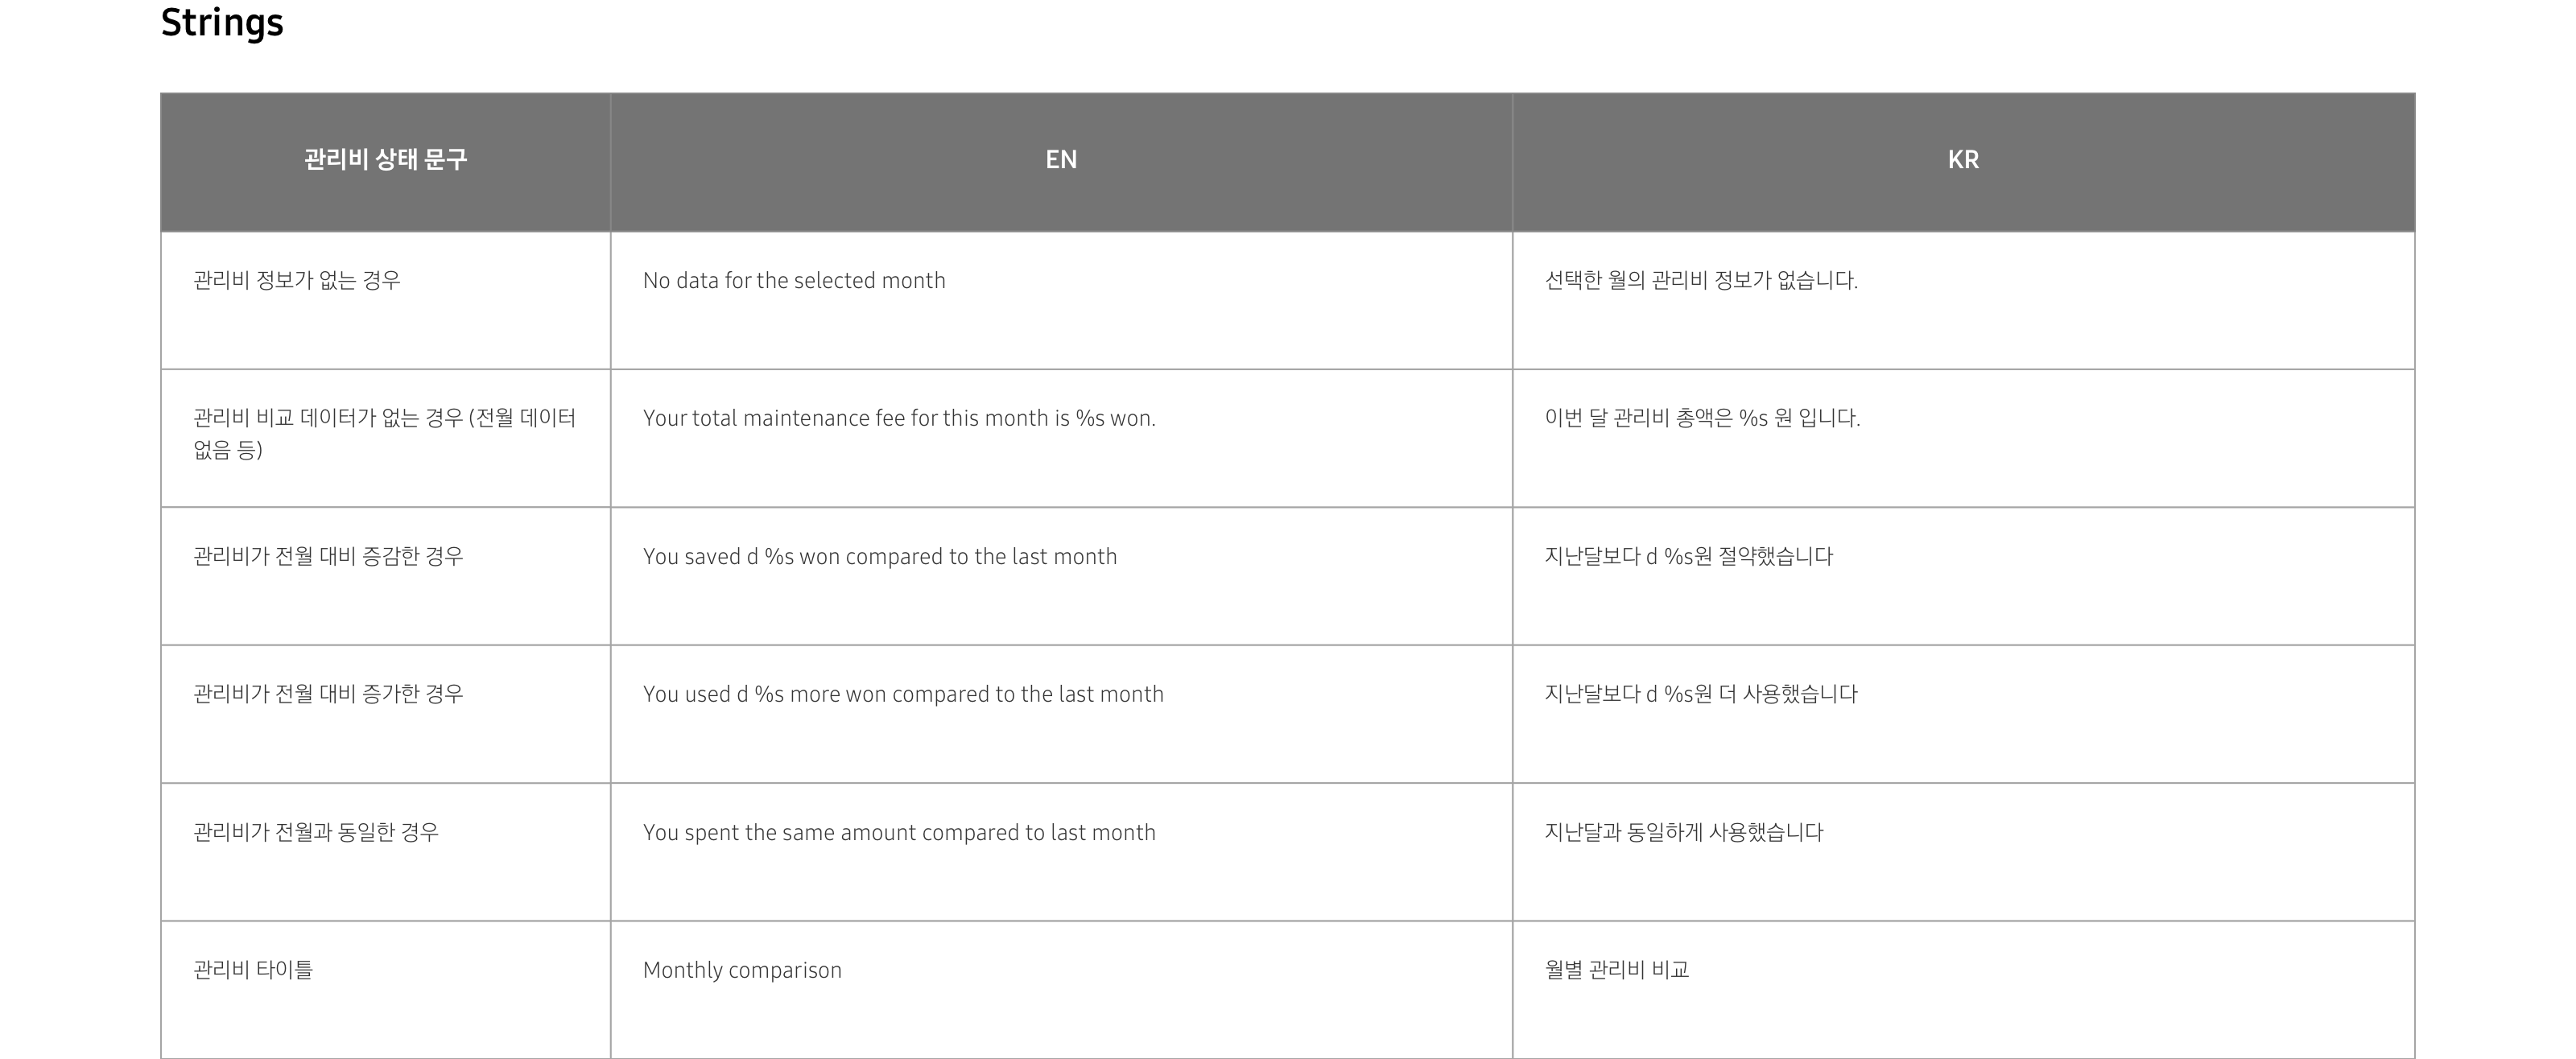 Strings
관리비 상태 문구 EN KR
관리비 정보가 없는 경우 No data for the selected month 선택한 월의 관리비 정보가 없습니다.
관리비 비교 데이터가 없는 경우 (전월 데이터 Your total maintenance fee for this month is %s won. 이번 달 관리비 총액은 %s 원 입니다.
없음 등)
관리비가 전월 대비 증감한 경우 You saved d %s won compared to the last month 지난달보다 d %s원 절약했습니다
관리비가 전월 대비 증가한 경우 You used d %s more won compared to the last month 지난달보다 d %s원 더 사용했습니다
관리비가 전월과 동일한 경우 You spent the same amount compared to last month 지난달과 동일하게 사용했습니다
관리비 타이틀 Monthly comparison 월별 관리비 비교